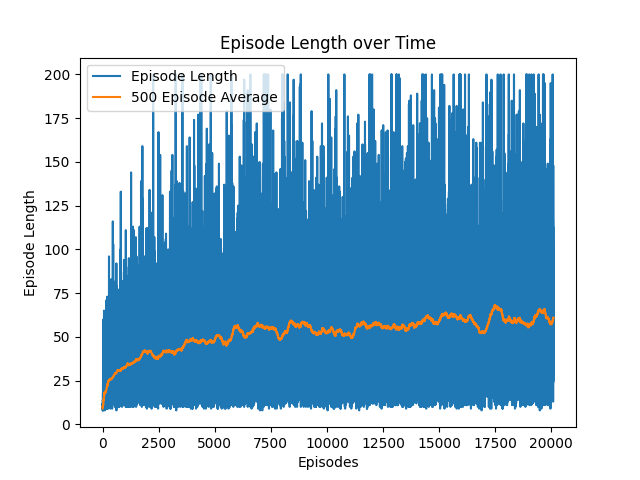 Episode Length over Time
Episode Length
500 Episode Average
200
175
150
125
100
75
50
25
0
Episode Length
0 2500 5000 7500 10000 12500 15000 17500 20000
Episodes